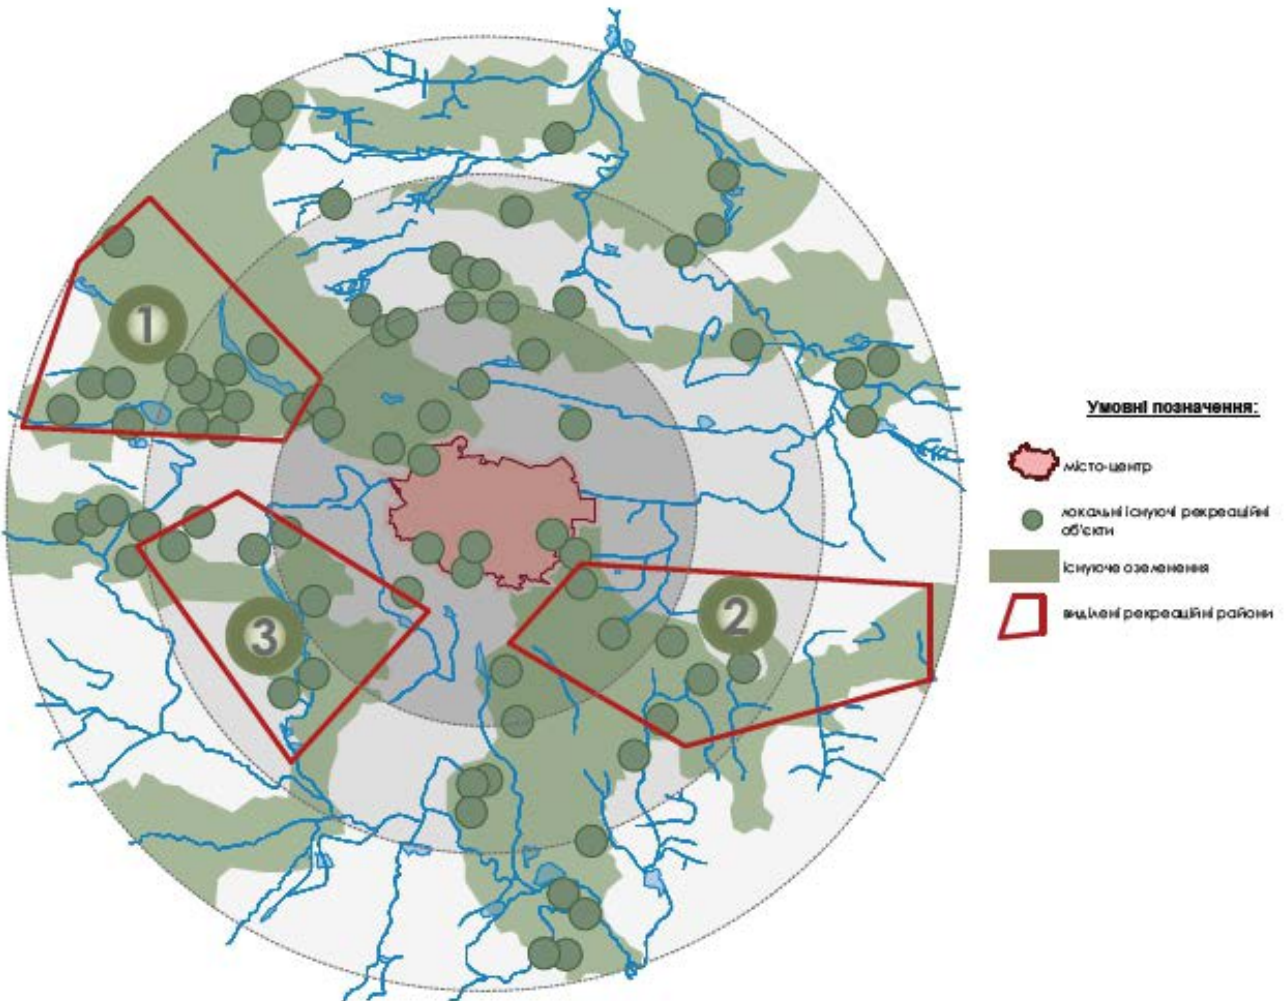 1
2
3
Умовні позначення:
місто-центр
локальні існуючі рекреаційні
об'єкти
існуюче озеленення
виділені рекреаційні райони